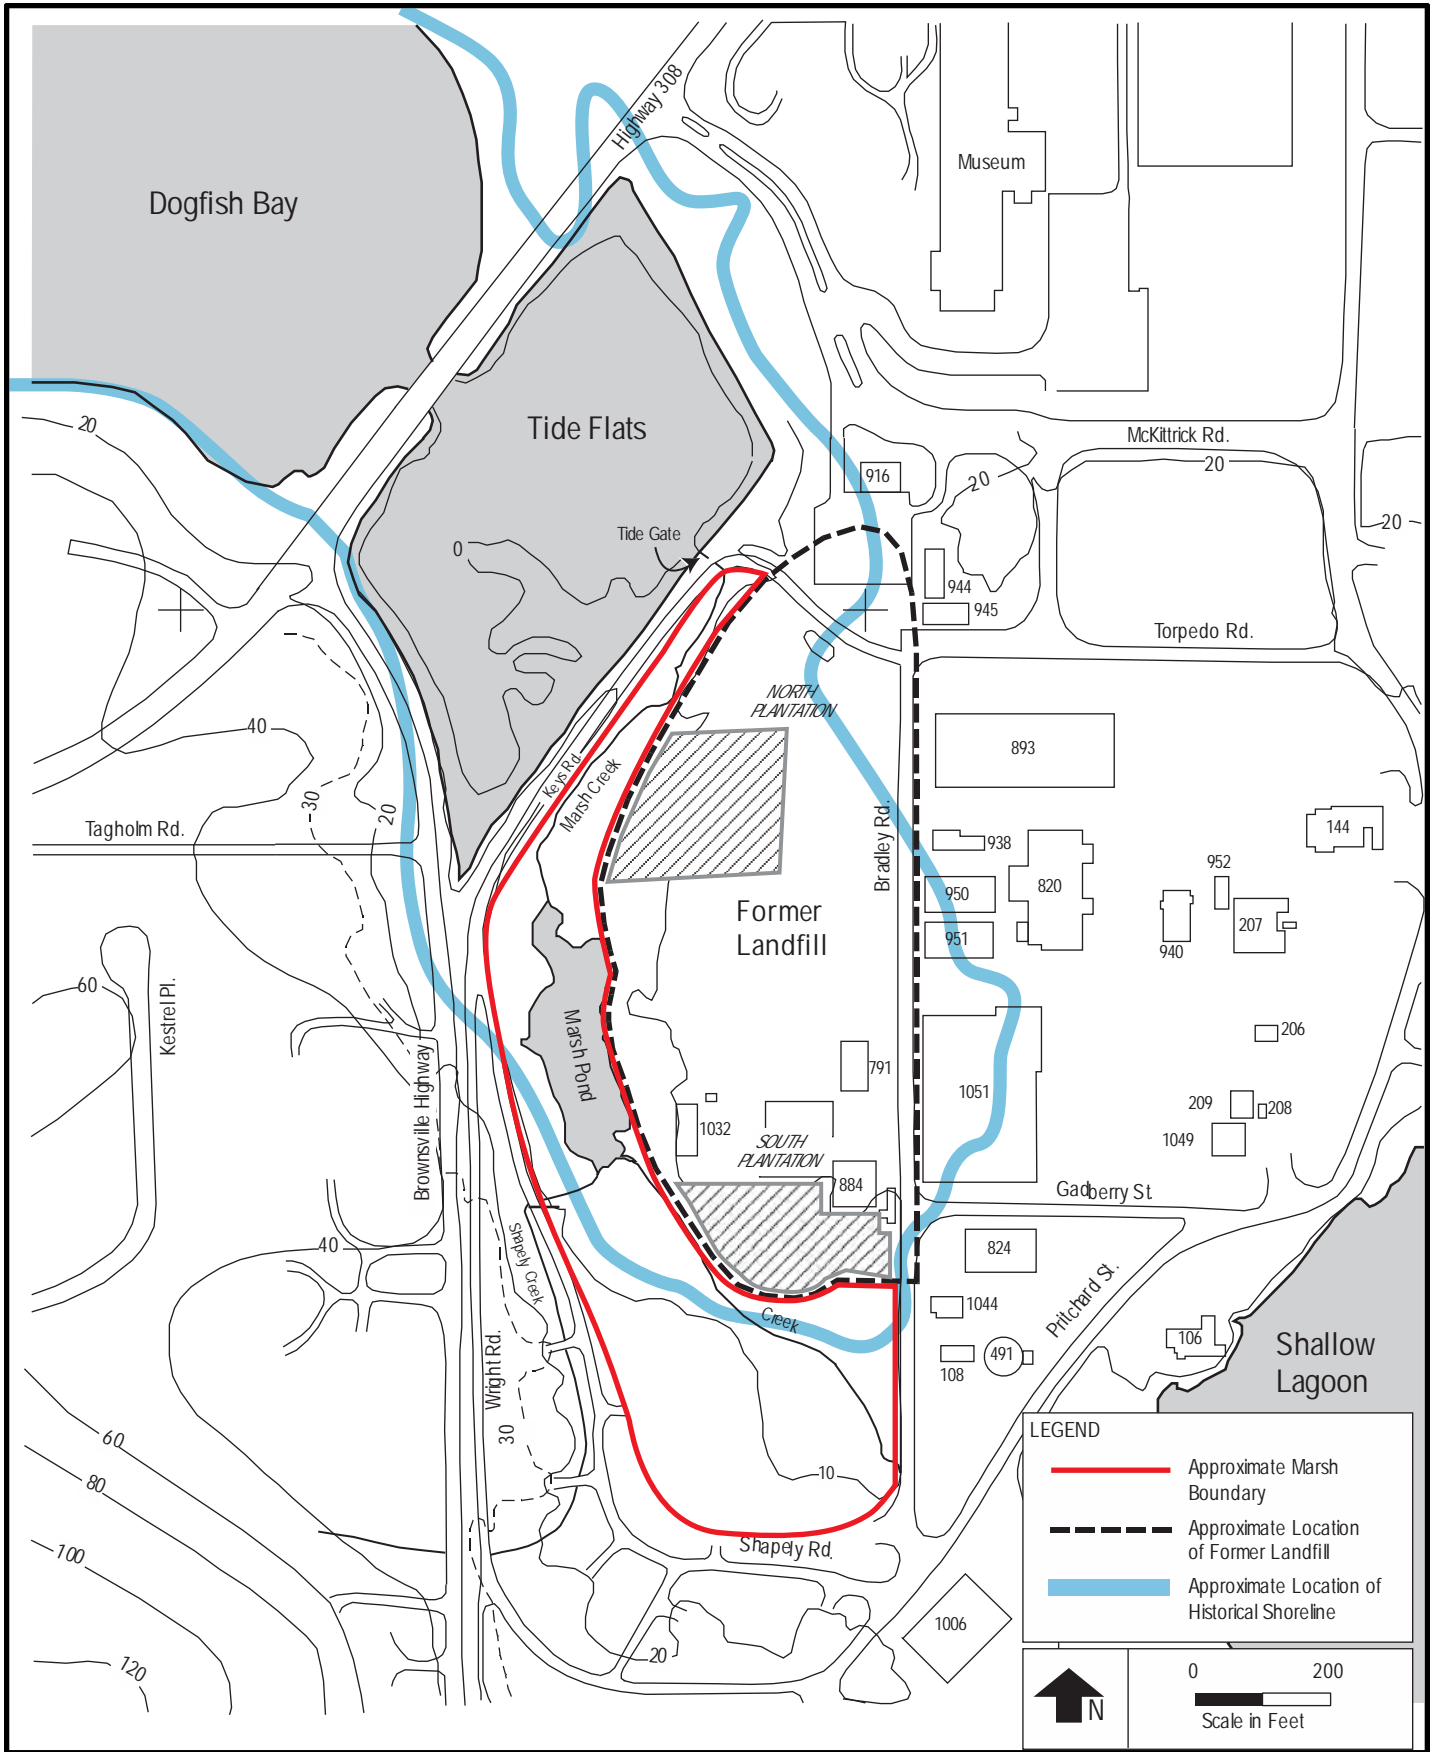 Highway 308
Museum
Dogfish Bay
20
Tide Flats
McKittrick Rd.
20
916
20
20
Tide Gate
0
944
945
Torpedo Rd.
NORTH
PLANTATION
40
893
Keys Rd.
Marsh Creek
30
20
Tagholm Rd.
Bradley Rd.
938
144
952
950
820
Former
Landfill
207
951
940
60
Kestrel Pl.
Marsh Pond
206
Brownsville Highway
791
1051
209
208
1032
1049
SOUTH
PLANTATION
884
Gadberry St.
40
Shapely Creek
824
Pritchard St.
1044
Creek
106
Shallow
Lagoon
491
108
Wright Rd.
30
60
80
10
100
Shapely Rd.
1006
20
120
LEGEND
Approximate Marsh
Boundary
Approximate Location
of Former Landfill
Approximate Location of
Historical Shoreline
N
0 200
Scale in Feet